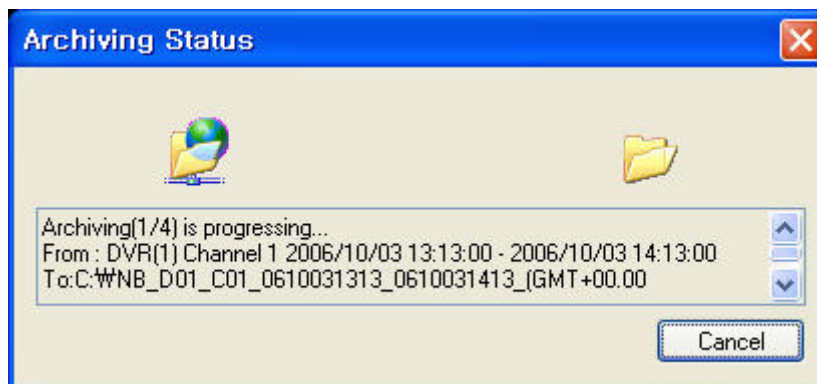 Archiving Status
Archiving(1/4) is progressing...
From : DVR(1) Channel 1 2006/10/03 13:13:00 - 2006/10/03 14:13:00
To:C:₩NB_D01_C01_0610031313_0610031413_(GMT+00.00
Cancel